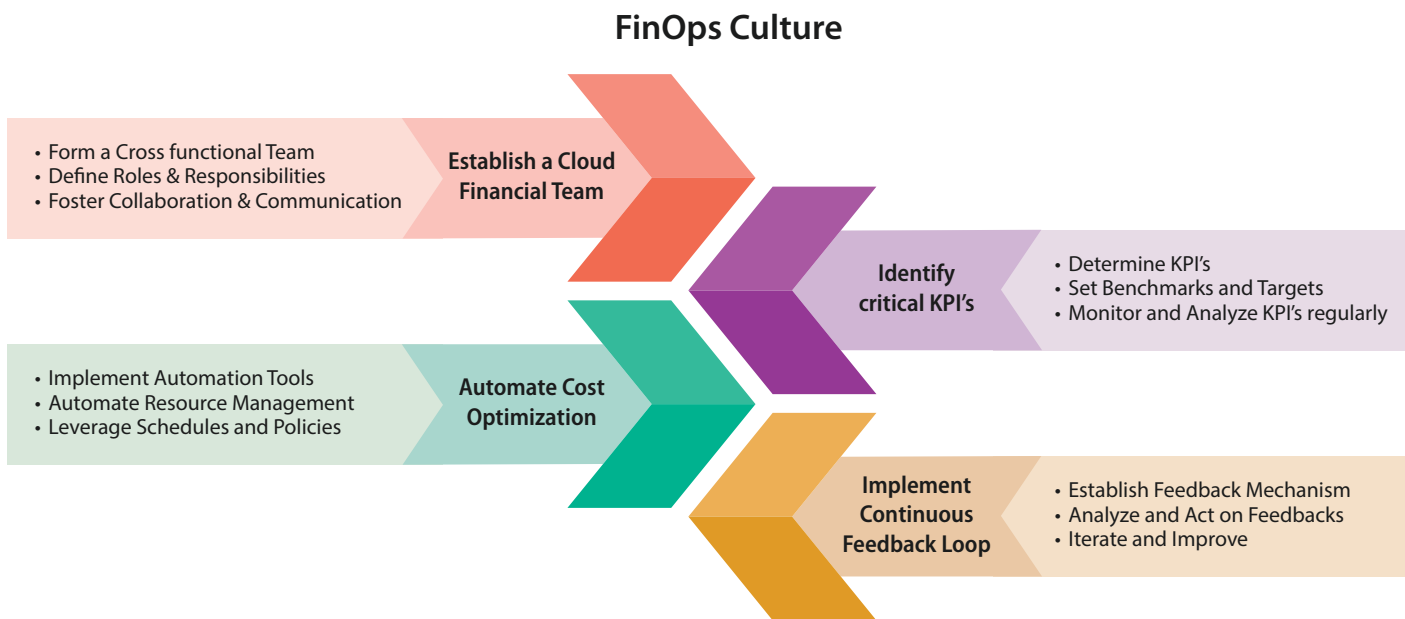 FinOps Culture
• Form a Cross functional Team
• Define Roles & Responsibilities
• Foster Collaboration & Communication
Establish a Cloud
Financial Team
Identify
critical KPI's
• Determine KPI's
• Set Benchmarks and Targets
• Monitor and Analyze KPI's regularly
• Implement Automation Tools
• Automate Resource Management
• Leverage Schedules and Policies
Automate Cost
Optimization
Implement
Continuous
Feedback Loop
• Establish Feedback Mechanism
• Analyze and Act on Feedbacks
• Iterate and Improve